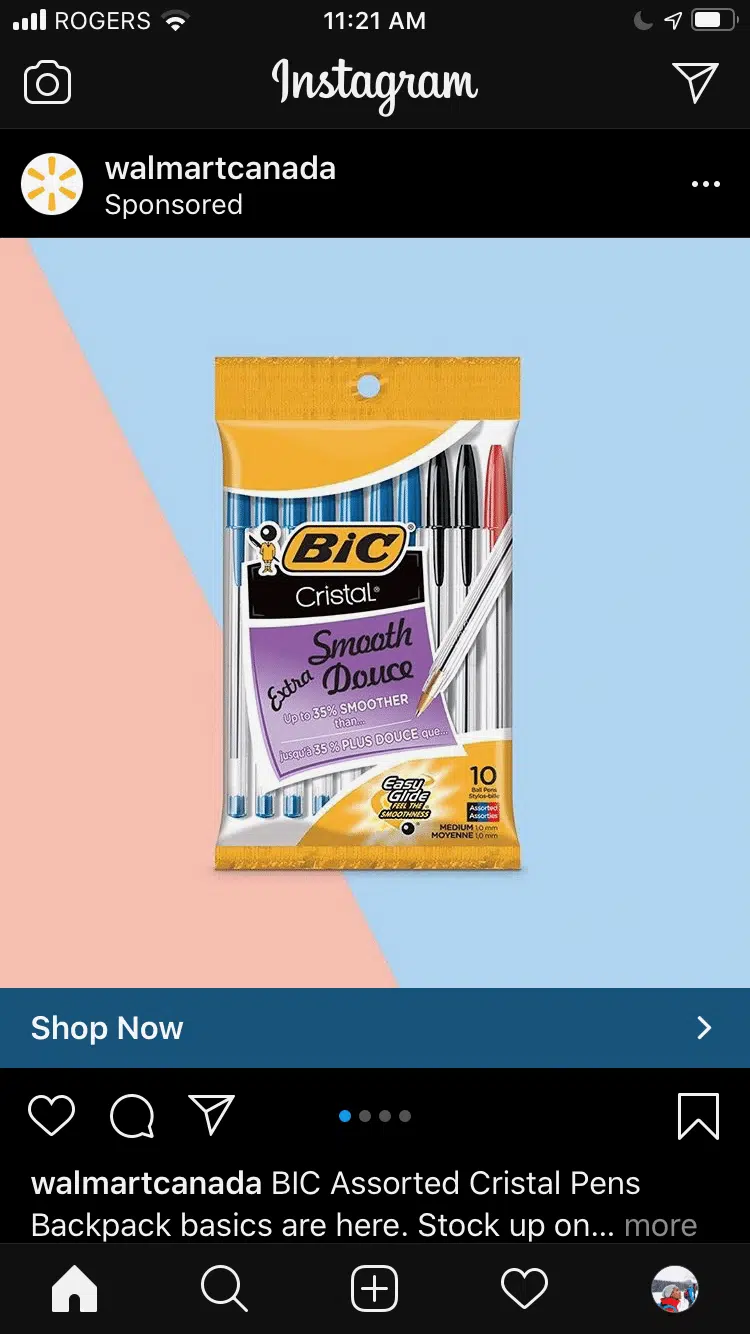 ROGERS
11:21 AM
Instagram
walmartcanada
Sponsored
BiC®
Cristal®
Extra Smooth
Douce
Up to 35% SMOOTHER
than...
jusqu'à 35 % PLUS DOUCE que...
Easy
Glide
FEEL THE
SMOOTHNESS
10
Ball Pens
Stylos-bille
Assorted
Assorties
MEDIUM 1.0 mm
MOYENNE 1.0 mm
Shop Now
walmartcanada BIC Assorted Cristal Pens
Backpack basics are here. Stock up on... more